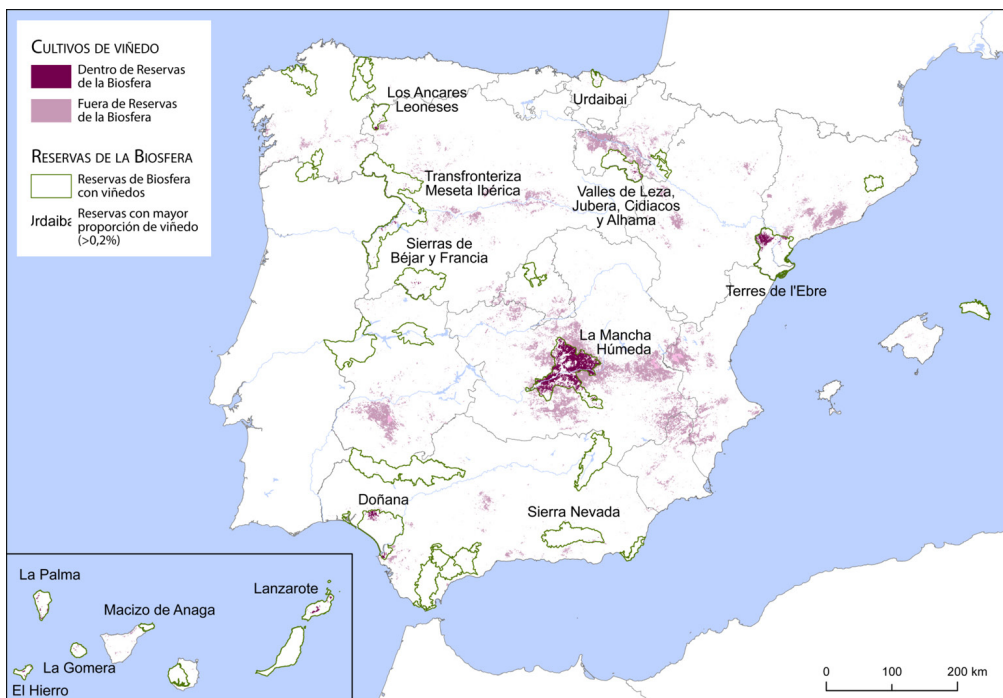 CULTIVOS DE VIÑEDO
Dentro de Reservas
de la Biosfera
Fuera de Reservas
de la Biosfera
RESERVAS DE LA BIOSFERA
Reservas de Biosfera
con viñedos
Urdaiba
Reservas con mayor
proporción de viñedo
(>0,2%)
Los Ancares
Leoneses
Urdaibai
Transfronteriza
Meseta Ibérica
Valles de Leza,
Jubera, Cidiacos
y Alhama
Sierras de
Béjar y Francia
Terres de l'Ebre
La Mancha
Húmeda
Doñana
Sierra Nevada
La Palma
Lanzarote
Macizo de Anaga
La Gomera
El Hierro
0 100 200 km